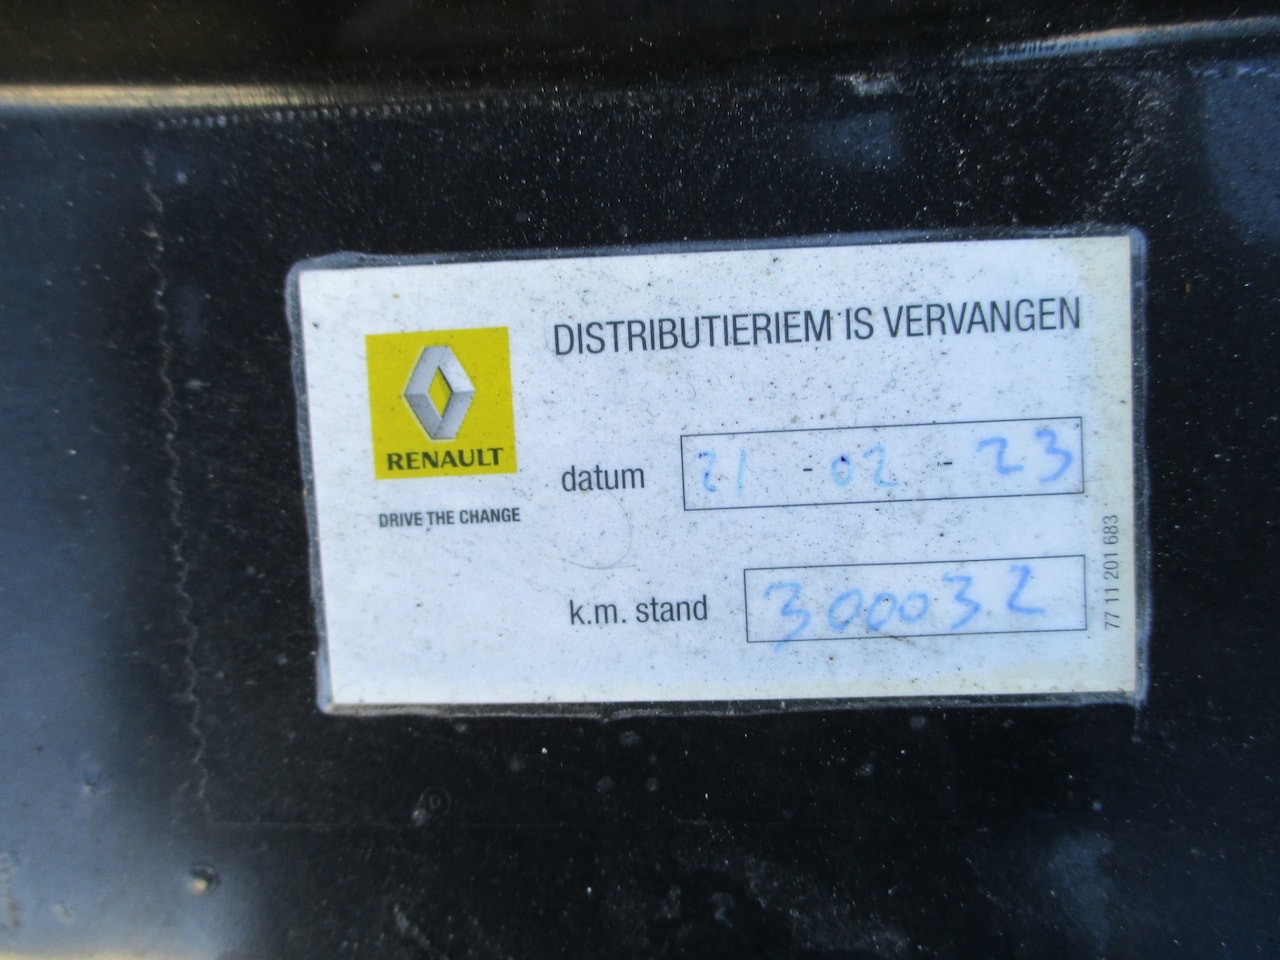 DISTRIBUTIERIEM IS VERVANGEN
RENAULT
DRIVE THE CHANGE
datum 21 - 02 - 23
k.m. stand 300032
77 11 201 683